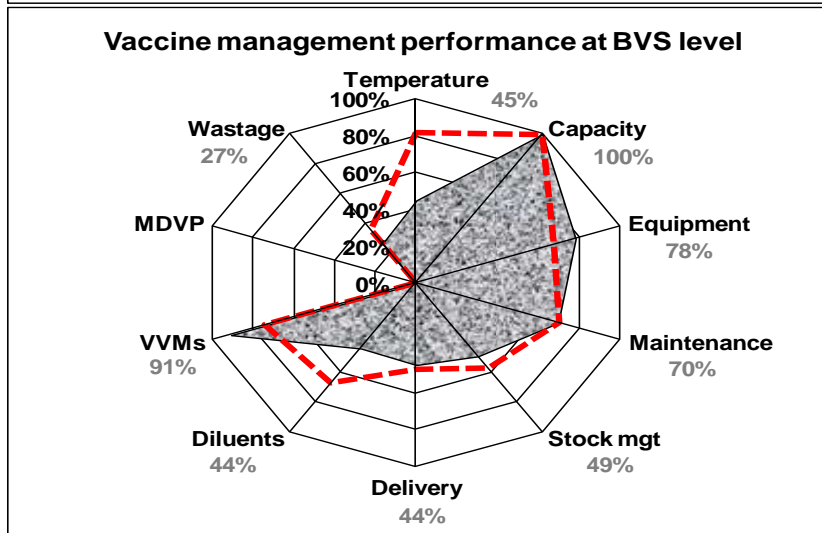 Vaccine management performance at BVS level
Temperature
100%
45%
Capacity
100%
80%
Wastage
27%
60%
MDVP
40%
Equipment
78%
20%
0%
VVMs
91%
Maintenance
70%
Diluents
44%
Stock mgt
49%
Delivery
44%